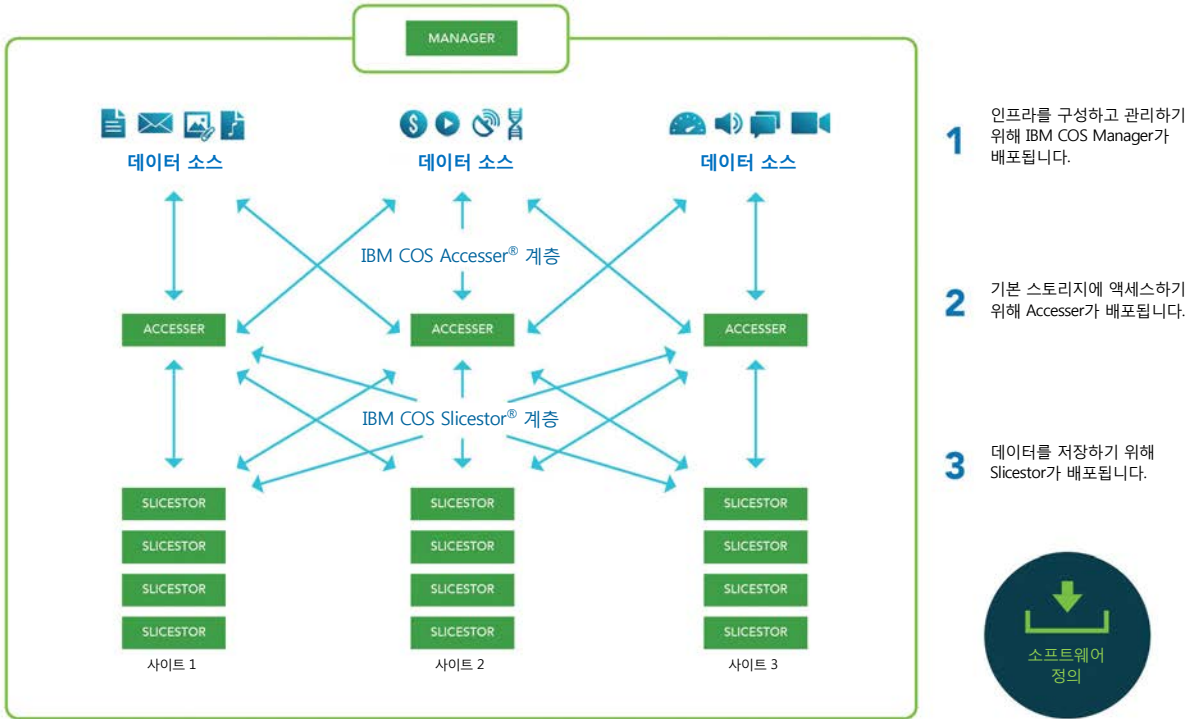 MANAGER
데이터 소스
데이터 소스
데이터 소스
IBM COS Accesser® 계층
ACCESSER
ACCESSER
ACCESSER
IBM COS Slicestor® 계층
SLICESTOR
SLICESTOR
SLICESTOR
SLICESTOR
SLICESTOR
SLICESTOR
SLICESTOR
SLICESTOR
SLICESTOR
SLICESTOR
SLICESTOR
SLICESTOR
사이트 1
사이트 2
사이트 3
1
인프라를 구성하고 관리하기
위해 IBM COS Manager가
배포됩니다.
2
기본 스토리지에 액세스하기
위해 Accesser가 배포됩니다.
3
데이터를 저장하기 위해
Slicestor가 배포됩니다.
소프트웨어
정의